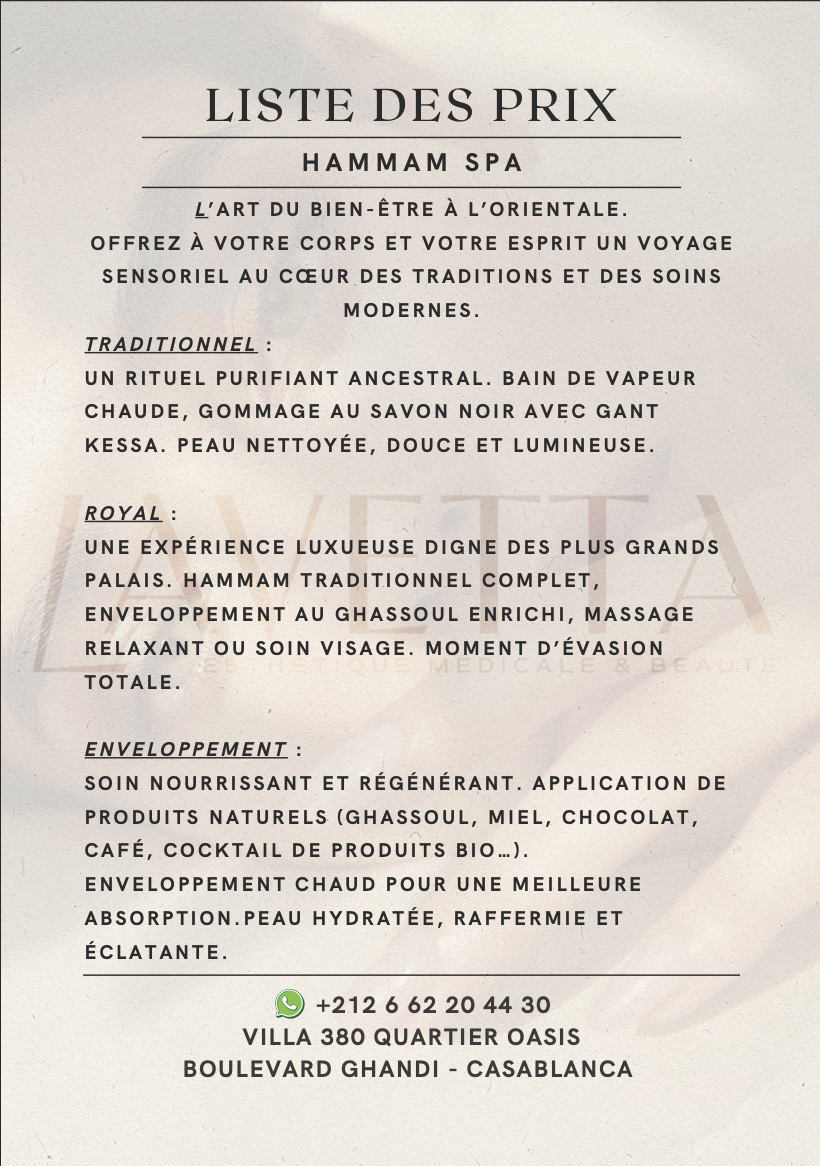 LISTE DES PRIX
HAMMAM SPA
L’ART DU BIEN-ÊTRE À L’ORIENTALE.
OFFREZ À VOTRE CORPS ET VOTRE ESPRIT UN VOYAGE
SENSORIEL AU CŒUR DES TRADITIONS ET DES SOINS
MODERNES.
TRADITIONNEL :
UN RITUEL PURIFIANT ANCESTRAL. BAIN DE VAPEUR
CHAUDE, GOMMAGE AU SAVON NOIR AVEC GANT
KESSA. PEAU NETTOYÉE, DOUCE ET LUMINEUSE.
ROYAL :
UNE EXPÉRIENCE LUXUEUSE DIGNE DES PLUS GRANDS
PALAIS. HAMMAM TRADITIONNEL COMPLET,
ENVELOPPEMENT AU GHASSOUL ENRICHI, MASSAGE
RELAXANT OU SOIN VISAGE. MOMENT D’ÉVASION
TOTALE.
LAVETTA
ESTHETIQUE MEDICALE & BEAUTE
ENVELOPPEMENT :
SOIN NOURRISSANT ET RÉGÉNÉRANT. APPLICATION DE
PRODUITS NATURELS (GHASSOUL, MIEL, CHOCOLAT,
CAFÉ, COCKTAIL DE PRODUITS BIO…).
ENVELOPPEMENT CHAUD POUR UNE MEILLEURE
ABSORPTION.PEAU HYDRATÉE, RAFFERMIE ET
ÉCLATANTE.
+212 6 62 20 44 30
VILLA 380 QUARTIER OASIS
BOULEVARD GHANDI - CASABLANCA